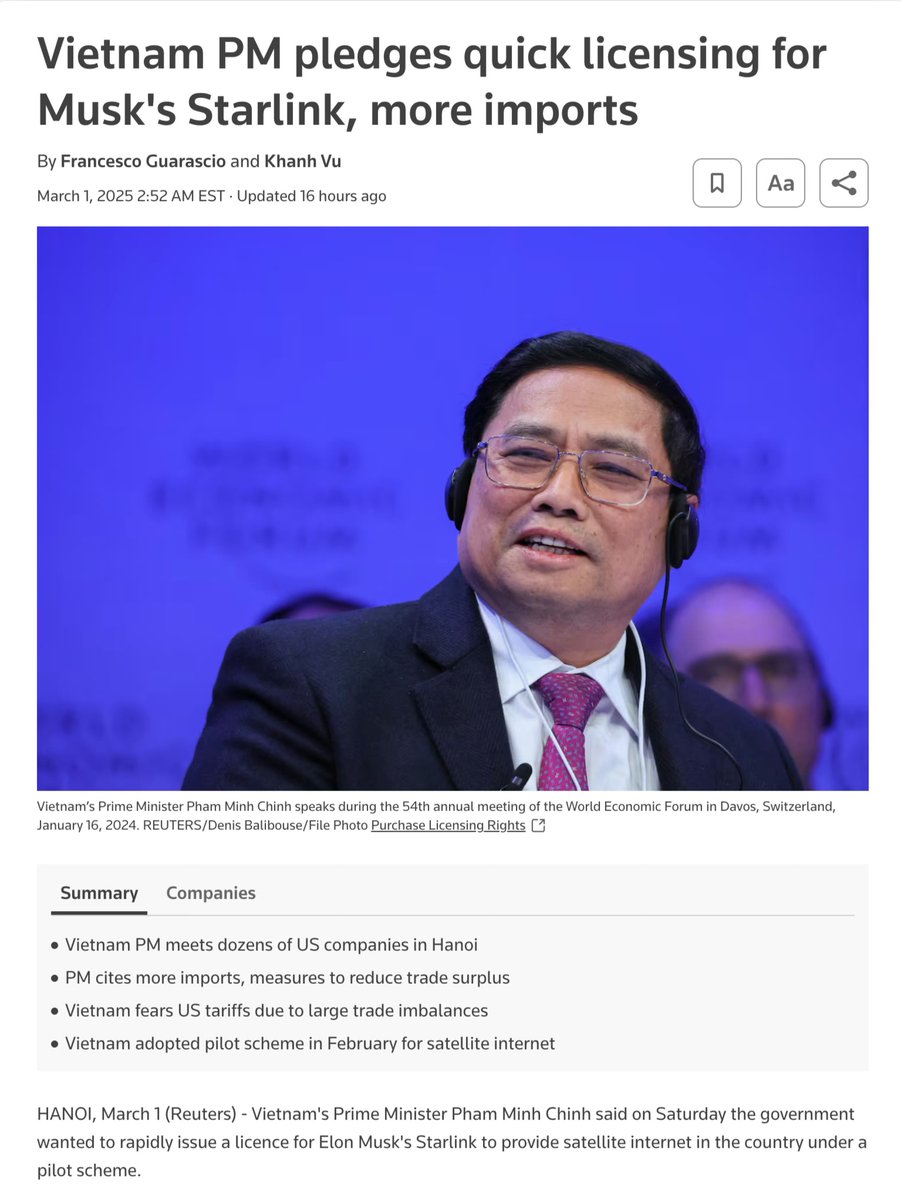 Vietnam PM pledges quick licensing for
Musk's Starlink, more imports
By Francesco Guarascio and Khanh Vu
March 1, 2025 2:52 AM EST · Updated 16 hours ago
Aa
WORLD
ECONOMIC
FORUM
Vietnam's Prime Minister Pham Minh Chinh speaks during the 54th annual meeting of the World Economic Forum in Davos, Switzerland,
January 16, 2024. REUTERS/Denis Balibouse/File Photo Purchase Licensing Rights
Summary Companies
• Vietnam PM meets dozens of US companies in Hanoi
• PM cites more imports, measures to reduce trade surplus
• Vietnam fears US tariffs due to large trade imbalances
• Vietnam adopted pilot scheme in February for satellite internet
HANOI, March 1 (Reuters) - Vietnam's Prime Minister Pham Minh Chinh said on Saturday the government
wanted to rapidly issue a licence for Elon Musk's Starlink to provide satellite internet in the country under a
pilot scheme.